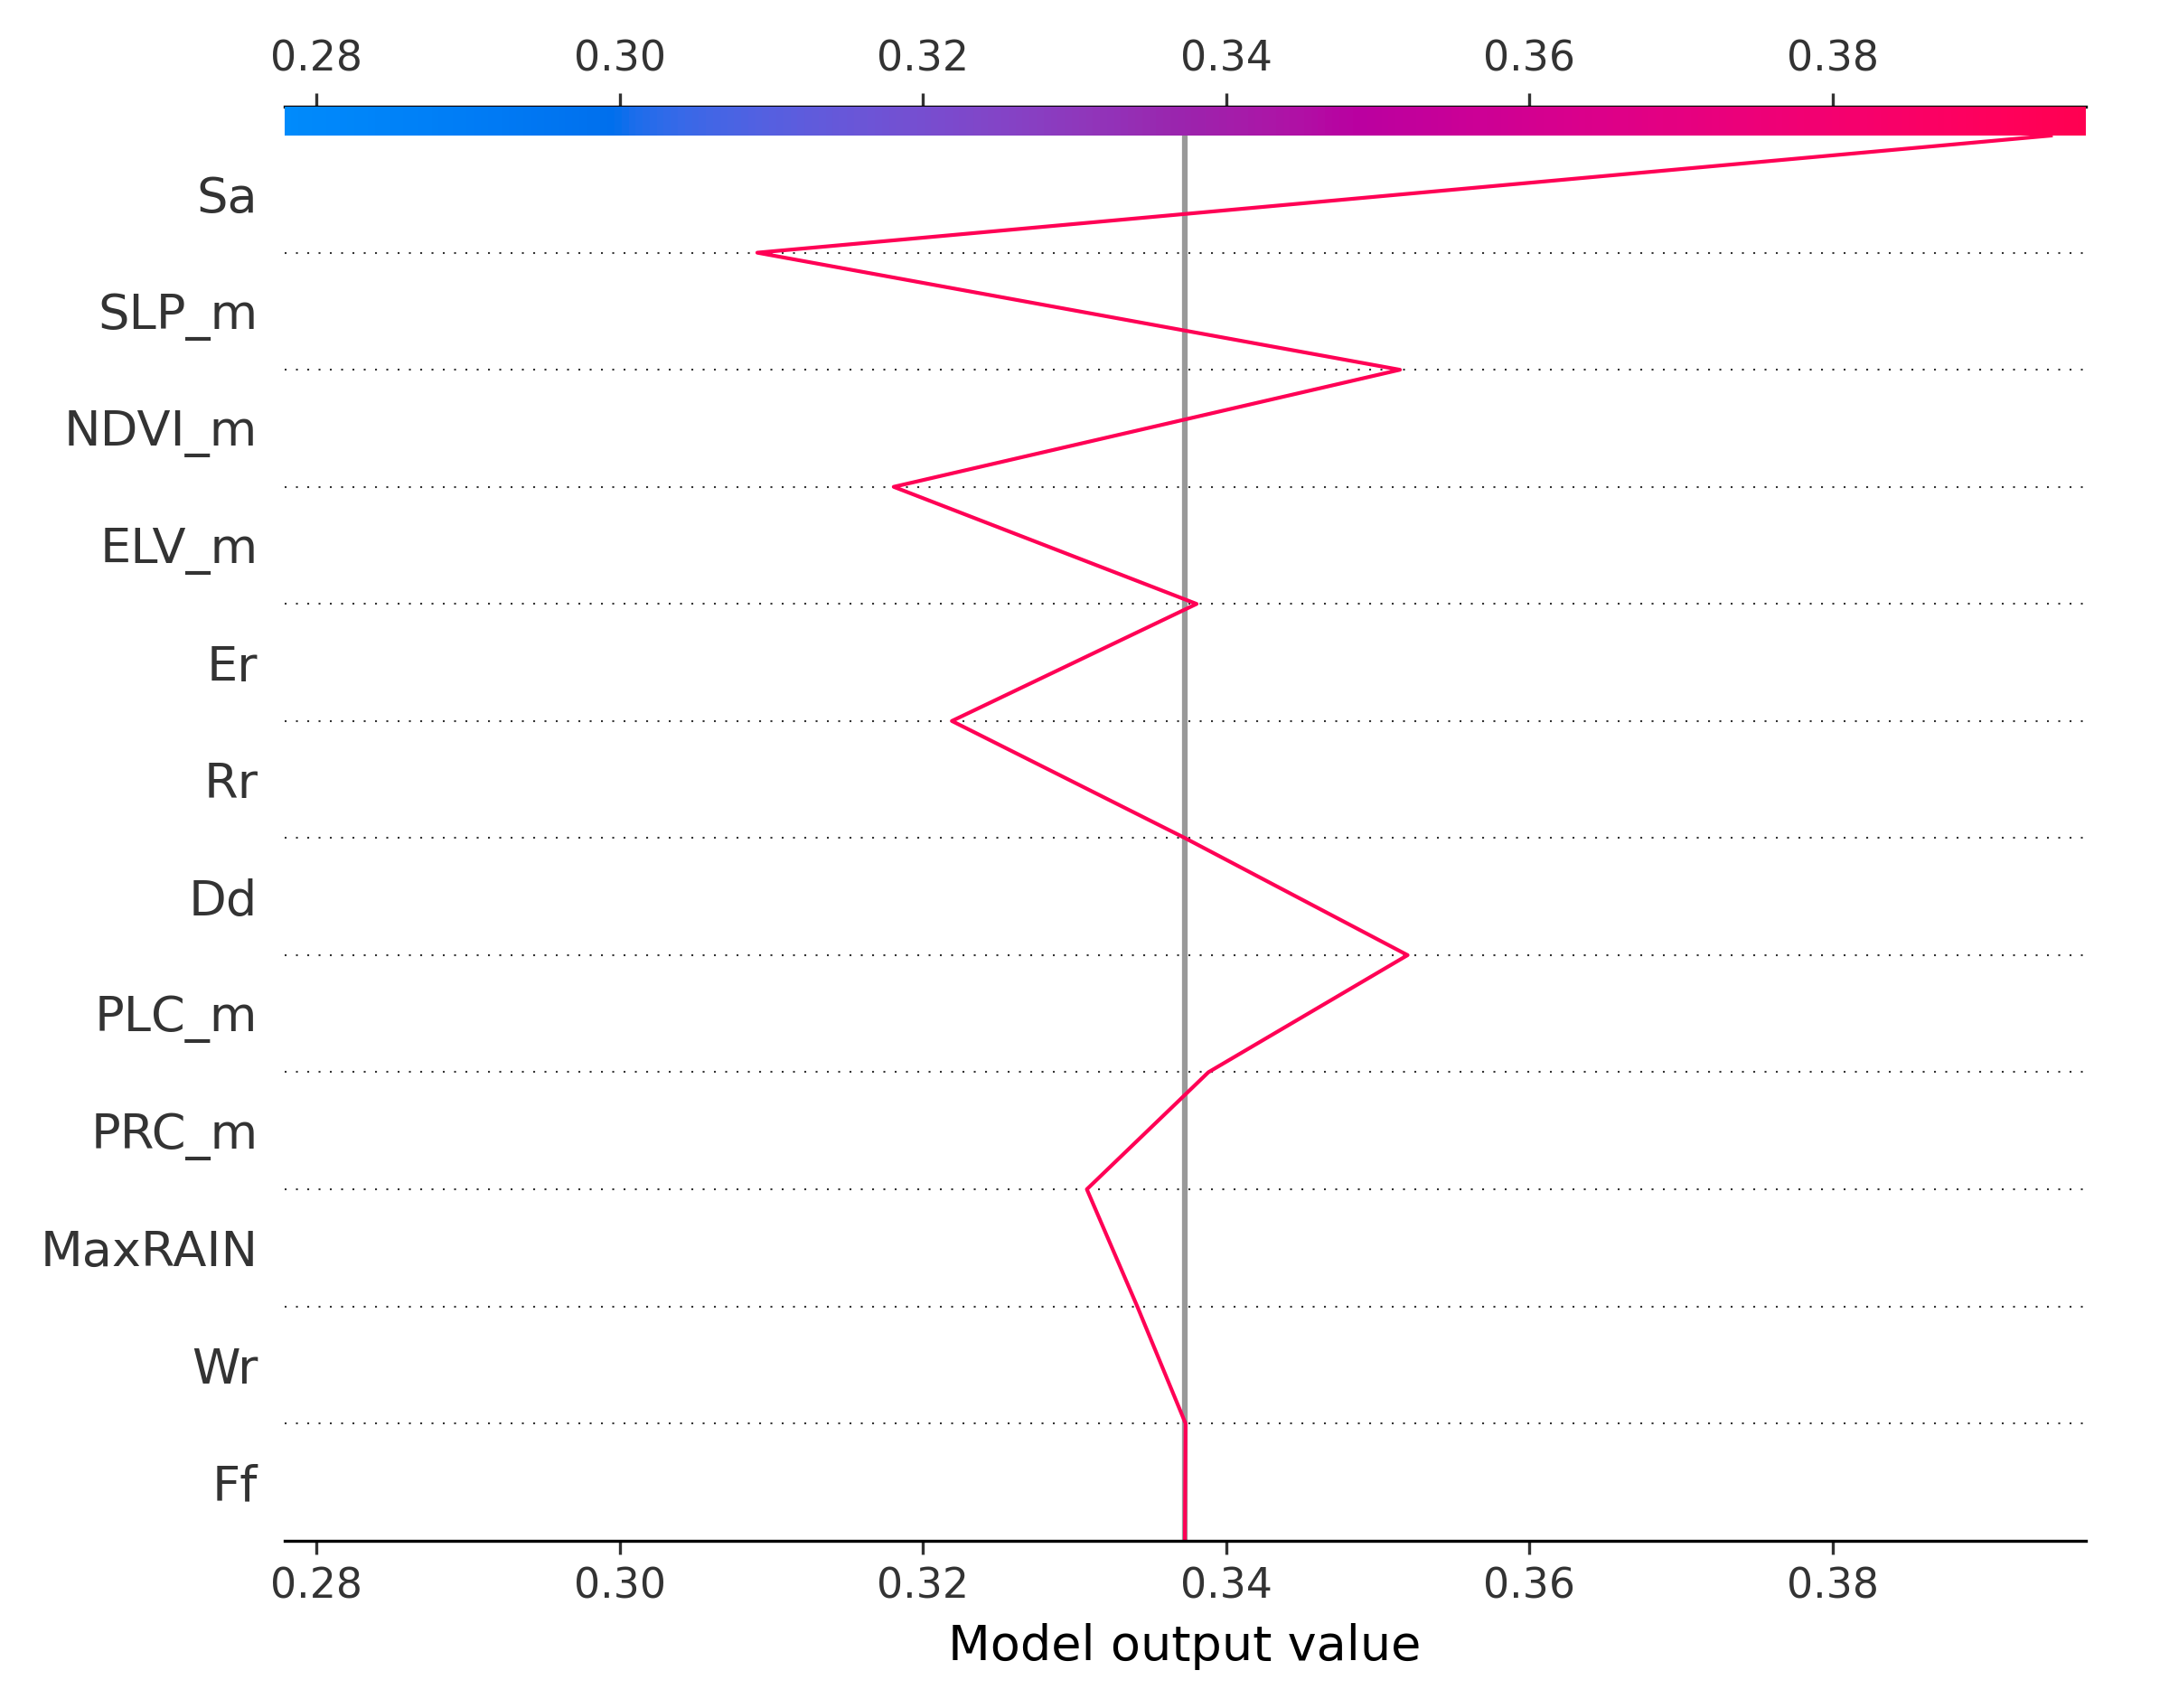 0.28 0.30 0.32 0.34 0.36 0.38
Sa
SLP_m
NDVI_m
ELV_m
Er
Rr
Dd
PLC_m
PRC_m
MaxRAIN
Wr
Ff
0.28 0.30 0.32 0.34 0.36 0.38
Model output value